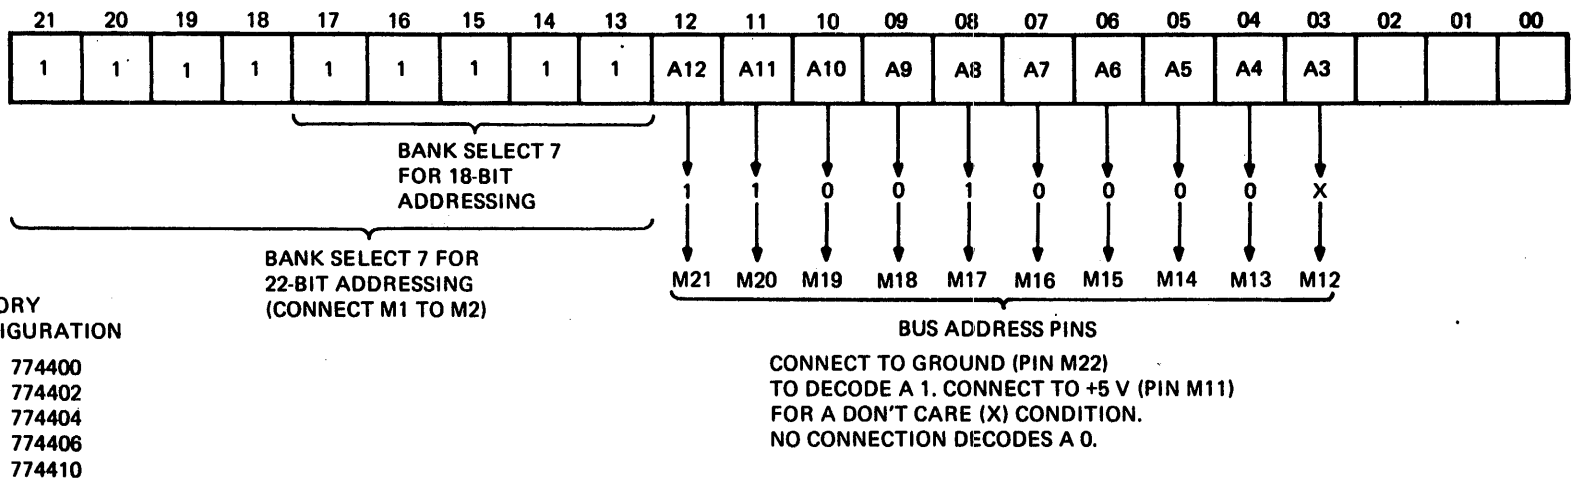 21 20 19 18 17 16 15 14 13 12 11 10 09 08 07 06 05 04 03 02 01 00
1 1 1 1 1 1 1 1 1 A12 A11 A10 A9 A8 A7 A6 A5 A4 A3
BANK SELECT 7
FOR 18-BIT
ADDRESSING
1 1 0 0 1 0 0 0 0 X
BANK SELECT 7 FOR
22-BIT ADDRESSING
(CONNECT M1 TO M2)
M21 M20 M19 M18 M17 M16 M15 M14 M13 M12
BUS ADDRESS PINS
CONNECT TO GROUND (PIN M22)
TO DECODE A 1. CONNECT TO +5 V (PIN M11)
FOR A DON'T CARE (X) CONDITION.
NO CONNECTION DECODES A 0.
ORY
IGURATION
774400
774402
774404
774406
774410